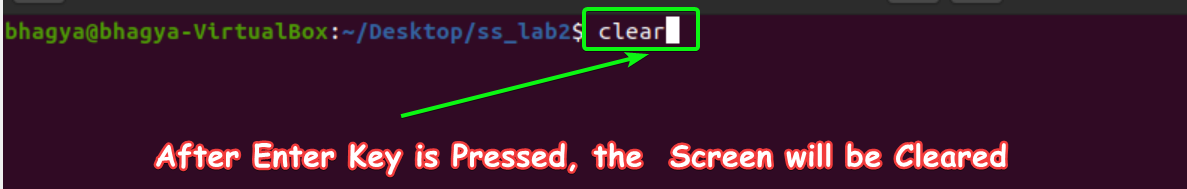 bhagya@bhagya-VirtualBox:~/Desktop/ss_lab2$ clear
After Enter Key is Pressed, the Screen will be Cleared